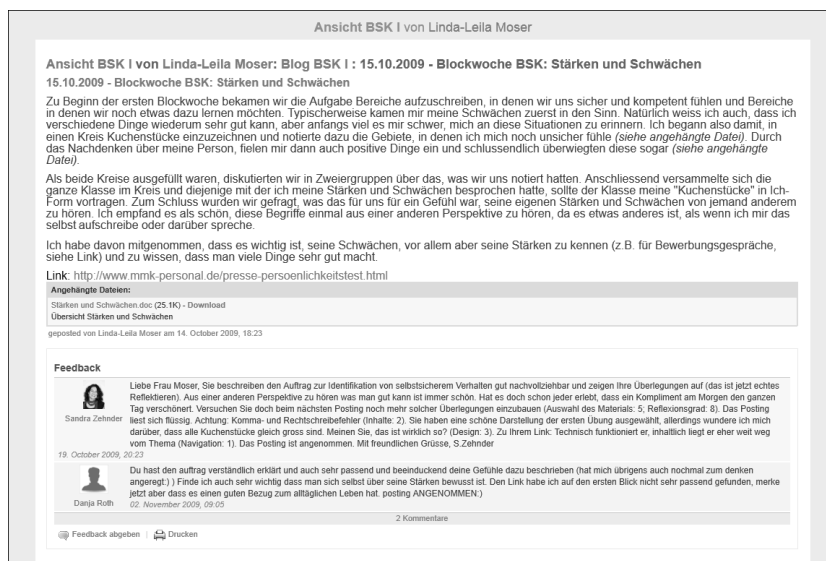 Ansicht BSK I von Linda-Leila Moser
Ansicht BSK I von Linda-Leila Moser: Blog BSK I : 15.10.2009 - Blockwoche BSK: Stärken und Schwächen
15.10.2009 - Blockwoche BSK: Stärken und Schwächen
Zu Beginn der ersten Blockwoche bekamen wir die Aufgabe Bereiche aufzuschreiben, in denen wir uns sicher und kompetent fühlen und Bereiche
in denen wir noch etwas dazu lernen möchten. Typischerweise kamen mir meine Schwächen zuerst in den Sinn. Natürlich weiss ich auch, dass ich
verschiedene Dinge wiederum sehr gut kann, aber anfangs viel es mir schwer, mich an diese Situationen zu erinnern. Ich begann also damit, in
einen Kreis Kuchenstücke einzuzeichnen und notierte dazu die Gebiete, in denen ich mich noch unsicher fühle (siehe angehängte Datei). Durch
das Nachdenken über meine Person, fielen mir dann auch positive Dinge ein und schlussendlich überwiegten diese sogar (siehe angehängte
Datei).
Als beide Kreise ausgefüllt waren, diskutierten wir in Zweiergruppen über das, was wir uns notiert hatten. Anschliessend versammelte sich die
ganze Klasse im Kreis und diejenige mit der ich meine Stärken und Schwächen besprochen hatte, sollte der Klasse meine "Kuchenstücke" in Ich-
Form vortragen. Zum Schluss wurden wir gefragt, was das für uns für ein Gefühl war, seine eigenen Stärken und Schwächen von jemand anderem
zu hören. Ich empfand es als schön, diese Begriffe einmal aus einer anderen Perspektive zu hören, da es etwas anderes ist, als wenn ich mir das
selbst aufschreibe oder darüber spreche.
Ich habe davon mitgenommen, dass es wichtig ist, seine Schwächen, vor allem aber seine Stärken zu kennen (z.B. für Bewerbungsgespräche,
siehe Link) und zu wissen, dass man viele Dinge sehr gut macht.
Link: http://www.mmk-personal.de/presse-persoenlichkeitstest.html
Angehängte Dateien:
Stärken und Schwächen.doc (25.1K) - Download
Übersicht Stärken und Schwächen
geposted von Linda-Leila Moser am 14. October 2009, 18:23
Feedback
Liebe Frau Moser, Sie beschreiben den Auftrag zur Identifikation von selbstsicherem Verhalten gut nachvollziehbar und zeigen Ihre Überlegungen auf (das ist jetzt echtes
Reflektieren). Aus einer anderen Perspektive zu hören was man gut kann ist immer schön. Hat es doch schon jeder erlebt, dass ein Kompliment am Morgen den ganzen
Tag verschönert. Versuchen Sie doch beim nächsten Posting noch mehr solcher Überlegungen einzubauen (Auswahl des Materials: 5; Reflexionsgrad: 8). Das Posting
liest sich flüssig. Achtung: Komma- und Rechtschreibefehler (Inhalte: 2). Sie haben eine schöne Darstellung der ersten Übung ausgewählt, allerdings wundere ich mich
darüber, dass alle Kuchenstücke gleich gross sind. Meinen Sie, das ist wirklich so? (Design: 3). Zu Ihrem Link: Technisch funktioniert er, inhaltlich liegt er eher weit weg
vom Thema (Navigation: 1). Das Posting ist angenommen. Mit freundlichen Grüsse, S.Zehnder
Sandra Zehnder
19. October 2009, 20:23
Du hast den auftrag verständlich erklärt und auch sehr passend und beeinduckend deine Gefühle dazu beschrieben (hat mich übrigens auch nochmal zum denken
angeregt:) ) Finde ich auch sehr wichtig dass man sich selbst über seine Stärken bewusst ist. Den Link habe ich auf den ersten Blick nicht sehr passend gefunden, merke
jetzt aber dass es einen guten Bezug zum alltäglichen Leben hat. posting ANGENOMMEN:)
Danja Roth
02. November 2009, 09:05
2 Kommentare
Feedback abgeben | Drucken